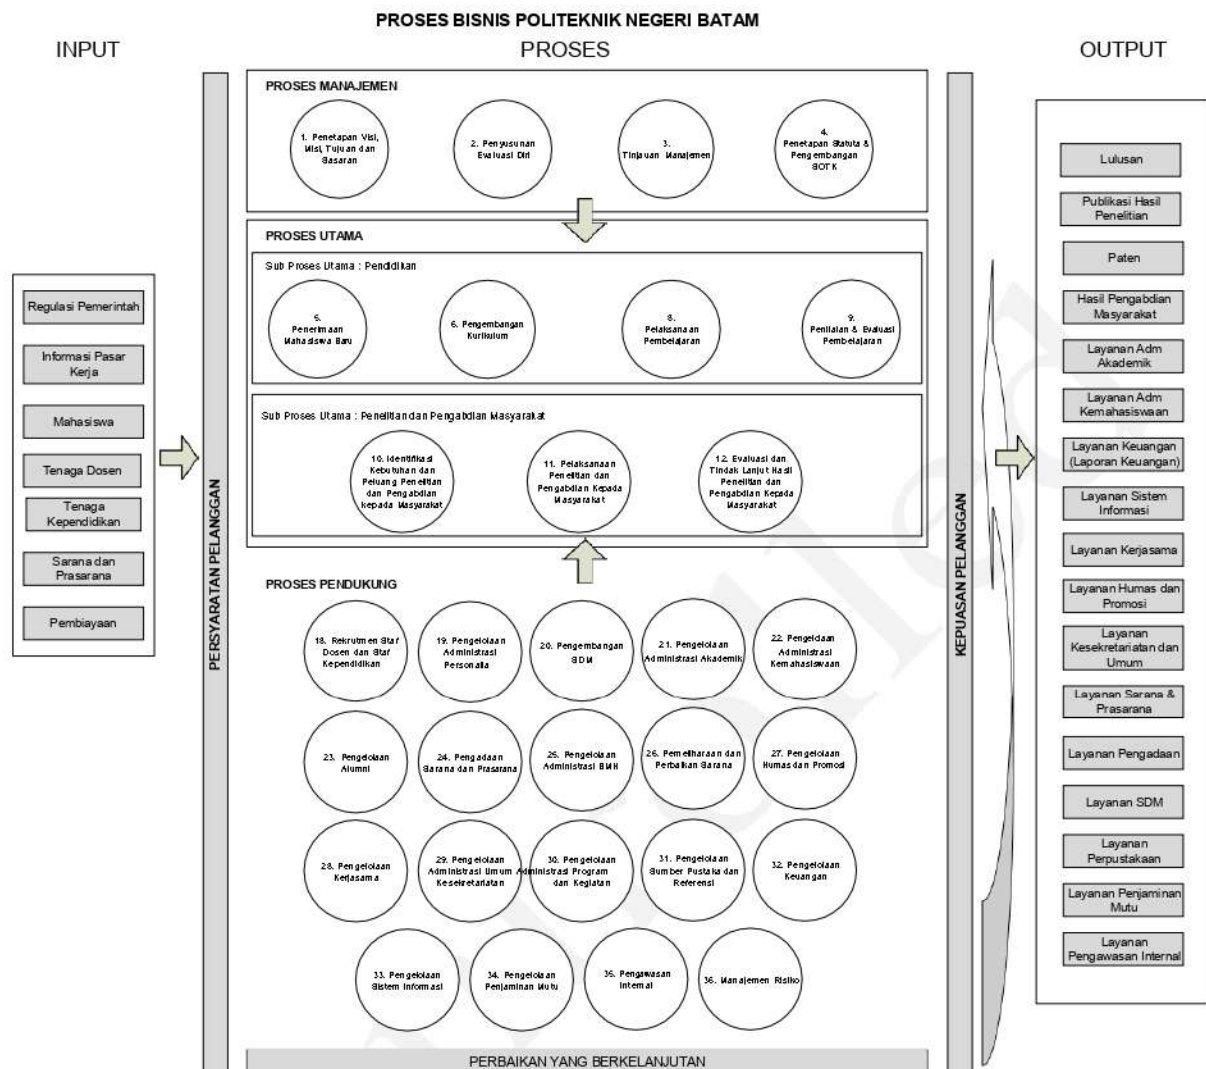 PROSES BISNIS POLITEKNIK NEGERI BATAM
INPUT
PROSES
OUTPUT
Regulasi Pemerintah
Informasi Pasar
Kerja
Mahasiswa
Tenaga Dosen
Tenaga
Kependidikan
Sarana dan
Prasarana
Pembiayaan
PERSYARATAN PELANGGAN
PROSES MANAJEMEN
1. Penetapan Visi,
Misi, Tujuan dan
Sasaran
2. Penyusunan
Evaluasi Diri
3.
Tinjauan Manajemen
4.
Penetapan Statuta &
Pengembangan
SOTK
PROSES UTAMA
Sub Proses Utama : Pendidikan
5.
Penerimaan
Mahasiswa Baru
6. Pengembangan
Kurikulum
8.
Pelaksanaan
Pembelajaran
9.
Penilaian & Evaluasi
Pembelajaran
Sub Proses Utama : Penelitian dan Pengabdian Masyarakat
10. Identifikasi
Kebutuhan dan
Peluang Penelitian
dan Pengabdian
kepada Masyarakat
11. Pelaksanaan
Penelitian dan
Pengabdian Kepada
Masyarakat
12. Evaluasi dan
Tindak Lanjut Hasil
Penelitian dan
Pengabdian Kepada
Masyarakat
PROSES PENDUKUNG
18. Rekrutmen Staf
Dosen dan Staf
Kependidikan
19. Pengelolaan
Administrasi
Personalia
20. Pengembangan
SDM
21. Pengelolaan
Administrasi Akademik
22. Pengelolaan
Administrasi
Kemahasiswaan
23. Pengelolaan
Alumni
24. Pengadaan
Sarana dan Prasarana
25. Pengelolaan
Administrasi BMN
26. Pemeliharaan dan
Perbaikan Sarana
27. Pengelolaan
Humas dan Promosi
28. Pengelolaan
Kerjasama
29. Pengelolaan
Administrasi Umum
Kesekretariatan
30. Pengelolaan
Administrasi Program
dan Kegiatan
31. Pengelolaan
Sumber Pustaka dan
Referensi
32. Pengelolaan
Keuangan
33. Pengelolaan
Sistem Informasi
34. Pengelolaan
Penjaminan Mutu
35. Pengawasan
Internal
36. Manajemen Risiko
PERBAIKAN YANG BERKELANJUTAN
KEPUASAN PELANGGAN
Lulusan
Publikasi Hasil
Penelitian
Paten
Hasil Pengabdian
Masyarakat
Layanan Adm
Akademik
Layanan Adm
Kemahasiswaan
Layanan Keuangan
(Laporan Keuangan)
Layanan Sistem
Informasi
Layanan Kerjasama
Layanan Humas dan
Promosi
Layanan
Kesekretariatan dan
Umum
Layanan Sarana &
Prasarana
Layanan Pengadaan
Layanan SDM
Layanan
Perpustakaan
Layanan Penjaminan
Mutu
Layanan
Pengawasan Internal